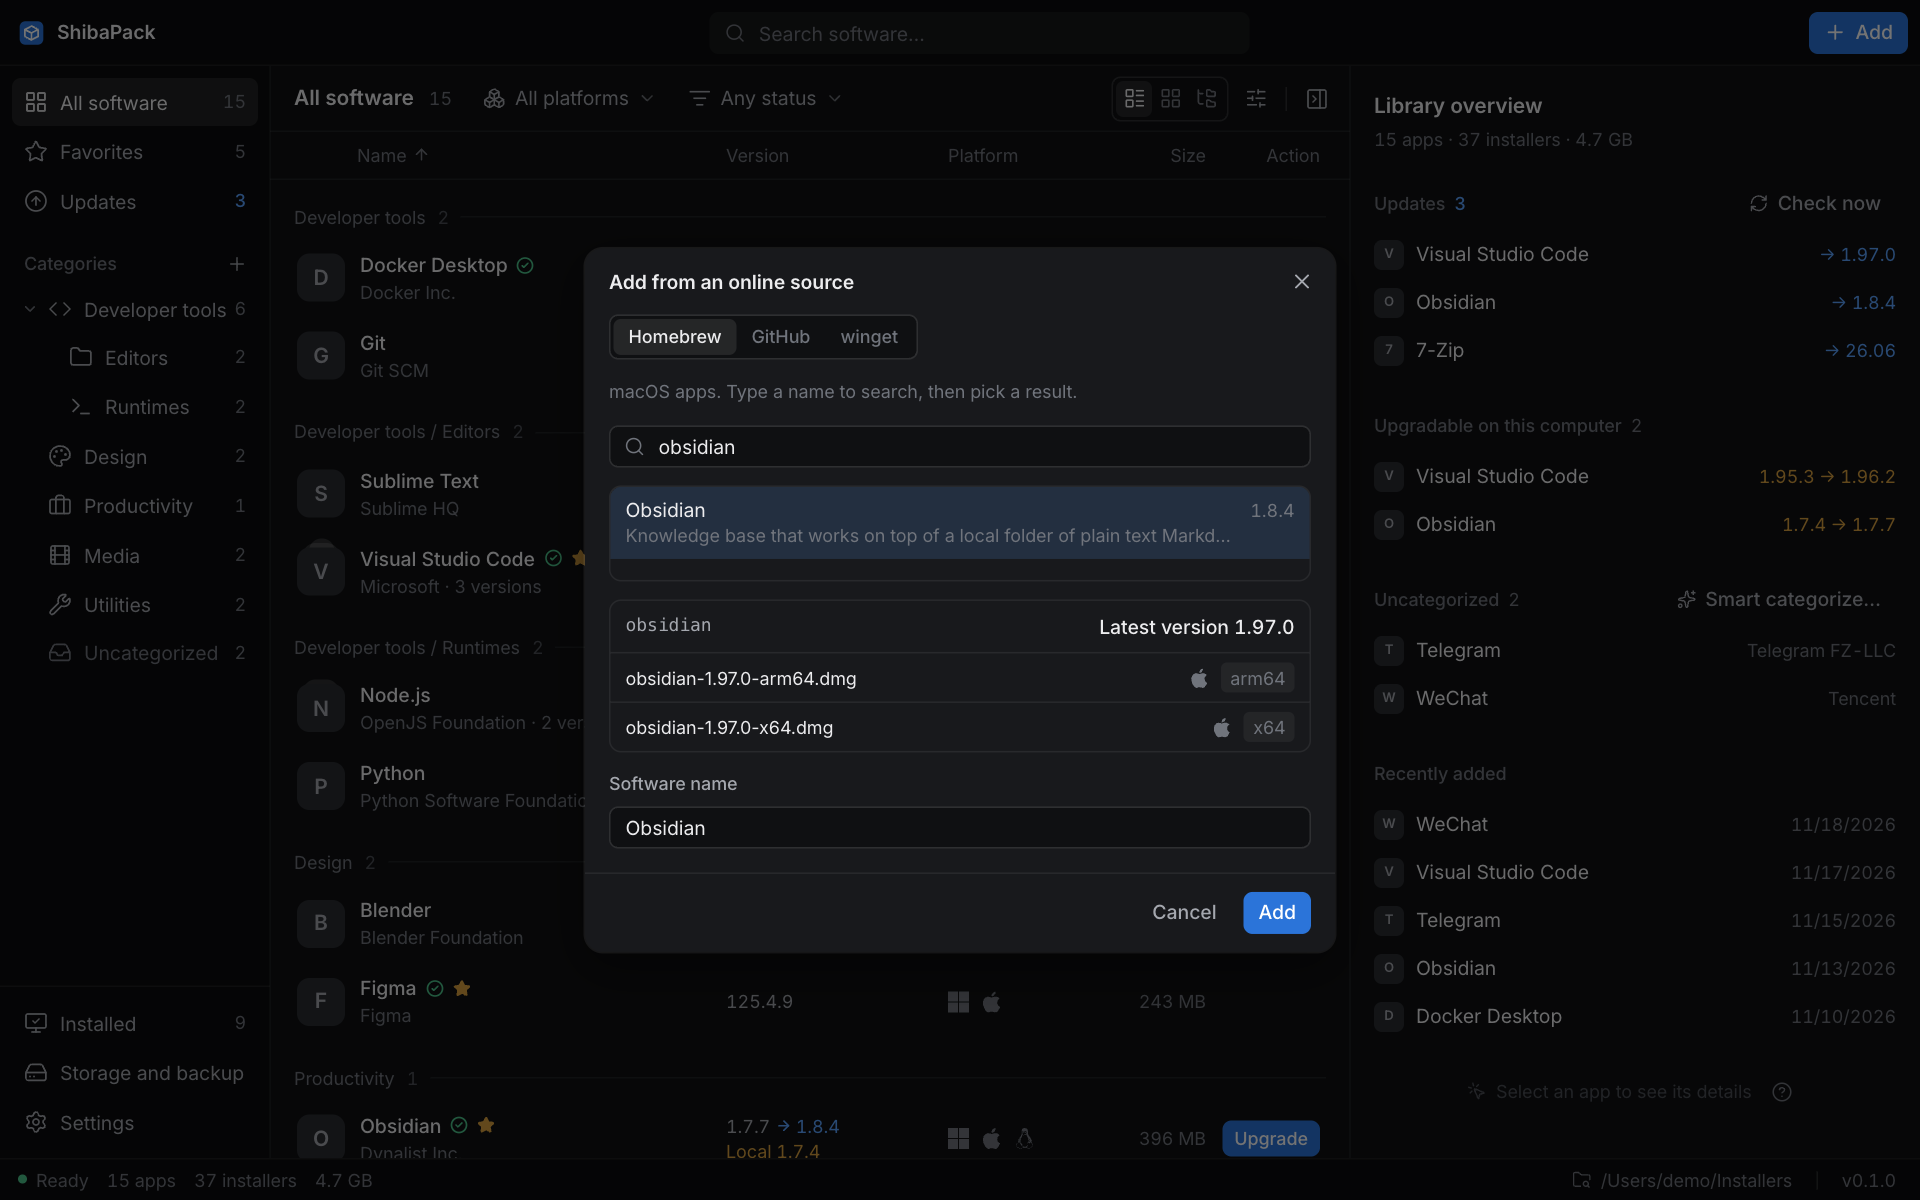 ShibaPack
Search software...
Add
All software 15
Favorites 5
Updates 3
Categories
Developer tools 6
Editors 2
Runtimes 2
Design 2
Productivity 1
Media 2
Utilities 2
Uncategorized 2
Installed 9
Storage and backup
Settings
All software 15
All platforms
Any status
Name Version Platform Size Action
Developer tools 2
D
Docker Desktop
Docker Inc.
G
Git
Git SCM
Developer tools / Editors 2
S
Sublime Text
Sublime HQ
V
Visual Studio Code
Microsoft · 3 versions
Developer tools / Runtimes 2
N
Node.js
OpenJS Foundation · 2 ver
P
Python
Python Software Foundatic
Design 2
B
Blender
Blender Foundation
F
Figma
Figma
125.4.9
243 MB
Productivity 1
O
Obsidian
Dynalist Inc.
1.7.7 → 1.8.4
Local 1.7.4
396 MB
Upgrade
Add from an online source
Homebrew GitHub winget
macOS apps. Type a name to search, then pick a result.
obsidian
Obsidian 1.8.4
Knowledge base that works on top of a local folder of plain text Markd...
obsidian Latest version 1.97.0
obsidian-1.97.0-arm64.dmg arm64
obsidian-1.97.0-x64.dmg x64
Software name
Obsidian
Cancel Add
Library overview
15 apps · 37 installers · 4.7 GB
Updates 3 Check now
V Visual Studio Code → 1.97.0
O Obsidian → 1.8.4
7 7-Zip → 26.06
Upgradable on this computer 2
V Visual Studio Code 1.95.3 → 1.96.2
O Obsidian 1.7.4 → 1.7.7
Uncategorized 2 Smart categorize...
T Telegram Telegram FZ-LLC
W WeChat Tencent
Recently added
W WeChat 11/18/2026
V Visual Studio Code 11/17/2026
T Telegram 11/15/2026
O Obsidian 11/13/2026
D Docker Desktop 11/10/2026
Select an app to see its details ?
Ready 15 apps 37 installers 4.7 GB
/Users/demo/Installers v0.1.0